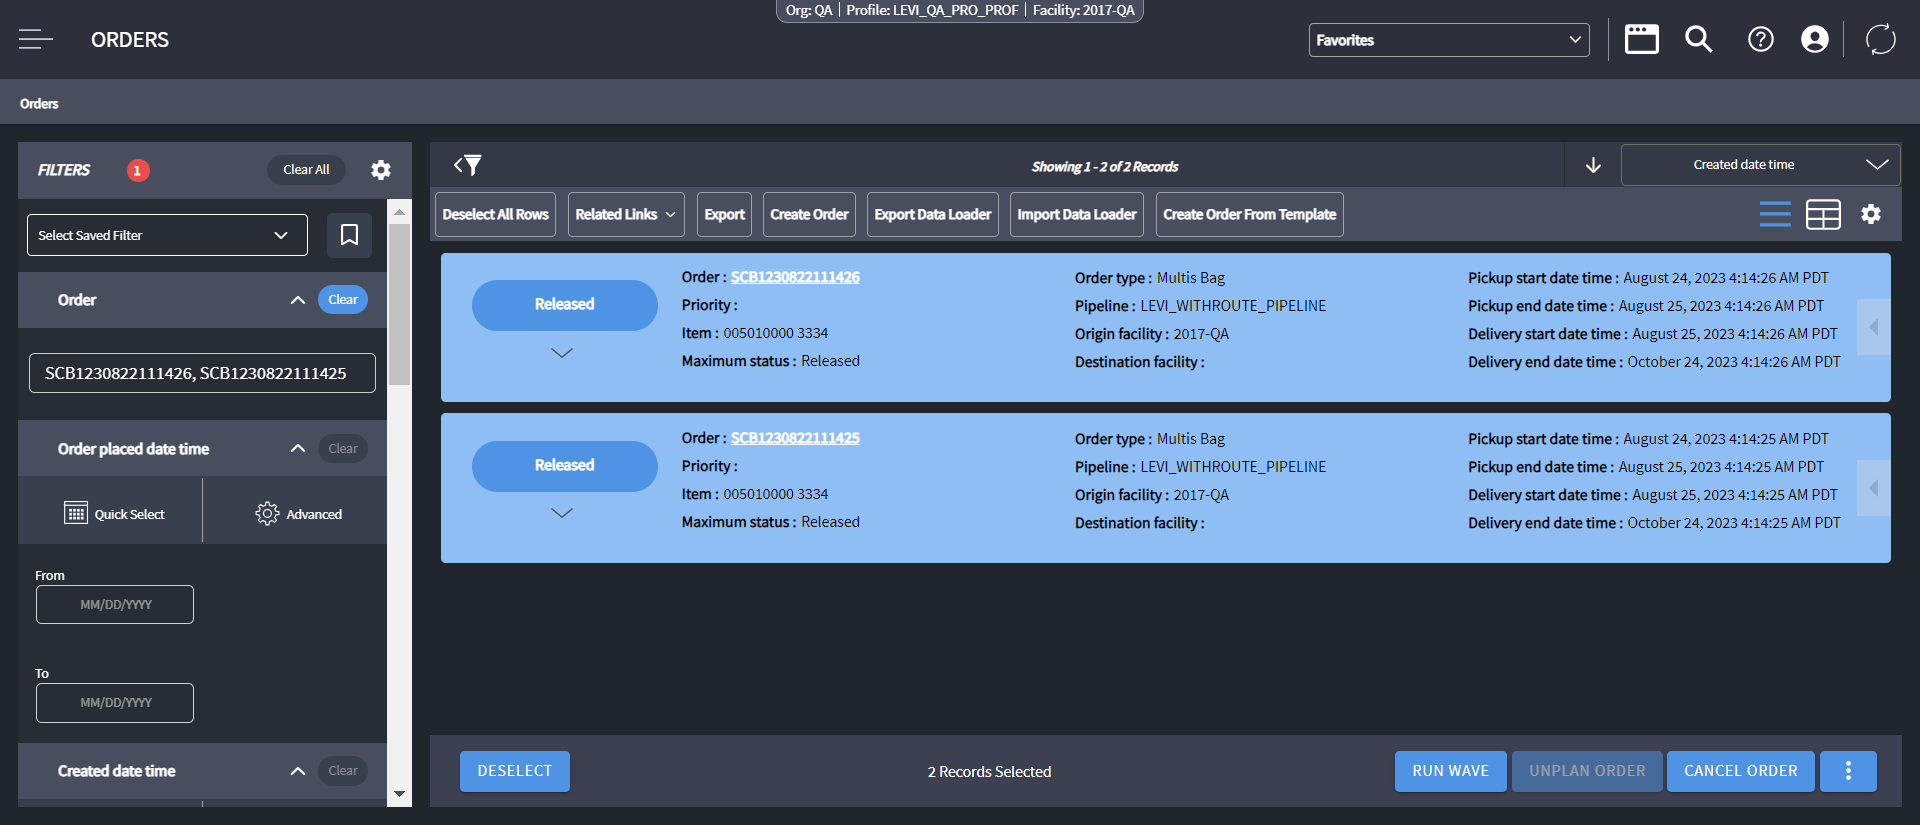 Org: QA | Profile: LEVI_QA_PRO_PROF | Facility: 2017-QA
ORDERS
Favorites
Orders
FILTERS 1 Clear All
Select Saved Filter
Order Clear
SCB1230822111426, SCB1230822111425
Order placed date time Clear
Quick Select Advanced
From
MM/DD/YYYY
To
MM/DD/YYYY
Created date time Clear
Showing 1 - 2 of 2 Records
Created date time
Deselect All Rows Related Links Export Create Order Export Data Loader Import Data Loader Create Order From Template
Released
Order : SCB1230822111426
Priority :
Item : 005010000 3334
Maximum status : Released
Order type : Multis Bag
Pipeline : LEVI_WITHROUTE_PIPELINE
Origin facility : 2017-QA
Destination facility :
Pickup start date time : August 24, 2023 4:14:26 AM PDT
Pickup end date time : August 25, 2023 4:14:26 AM PDT
Delivery start date time : August 25, 2023 4:14:26 AM PDT
Delivery end date time : October 24, 2023 4:14:26 AM PDT
Released
Order : SCB1230822111425
Priority :
Item : 005010000 3334
Maximum status : Released
Order type : Multis Bag
Pipeline : LEVI_WITHROUTE_PIPELINE
Origin facility : 2017-QA
Destination facility :
Pickup start date time : August 24, 2023 4:14:25 AM PDT
Pickup end date time : August 25, 2023 4:14:25 AM PDT
Delivery start date time : August 25, 2023 4:14:25 AM PDT
Delivery end date time : October 24, 2023 4:14:25 AM PDT
DESELECT
2 Records Selected
RUN WAVE UNPLAN ORDER CANCEL ORDER